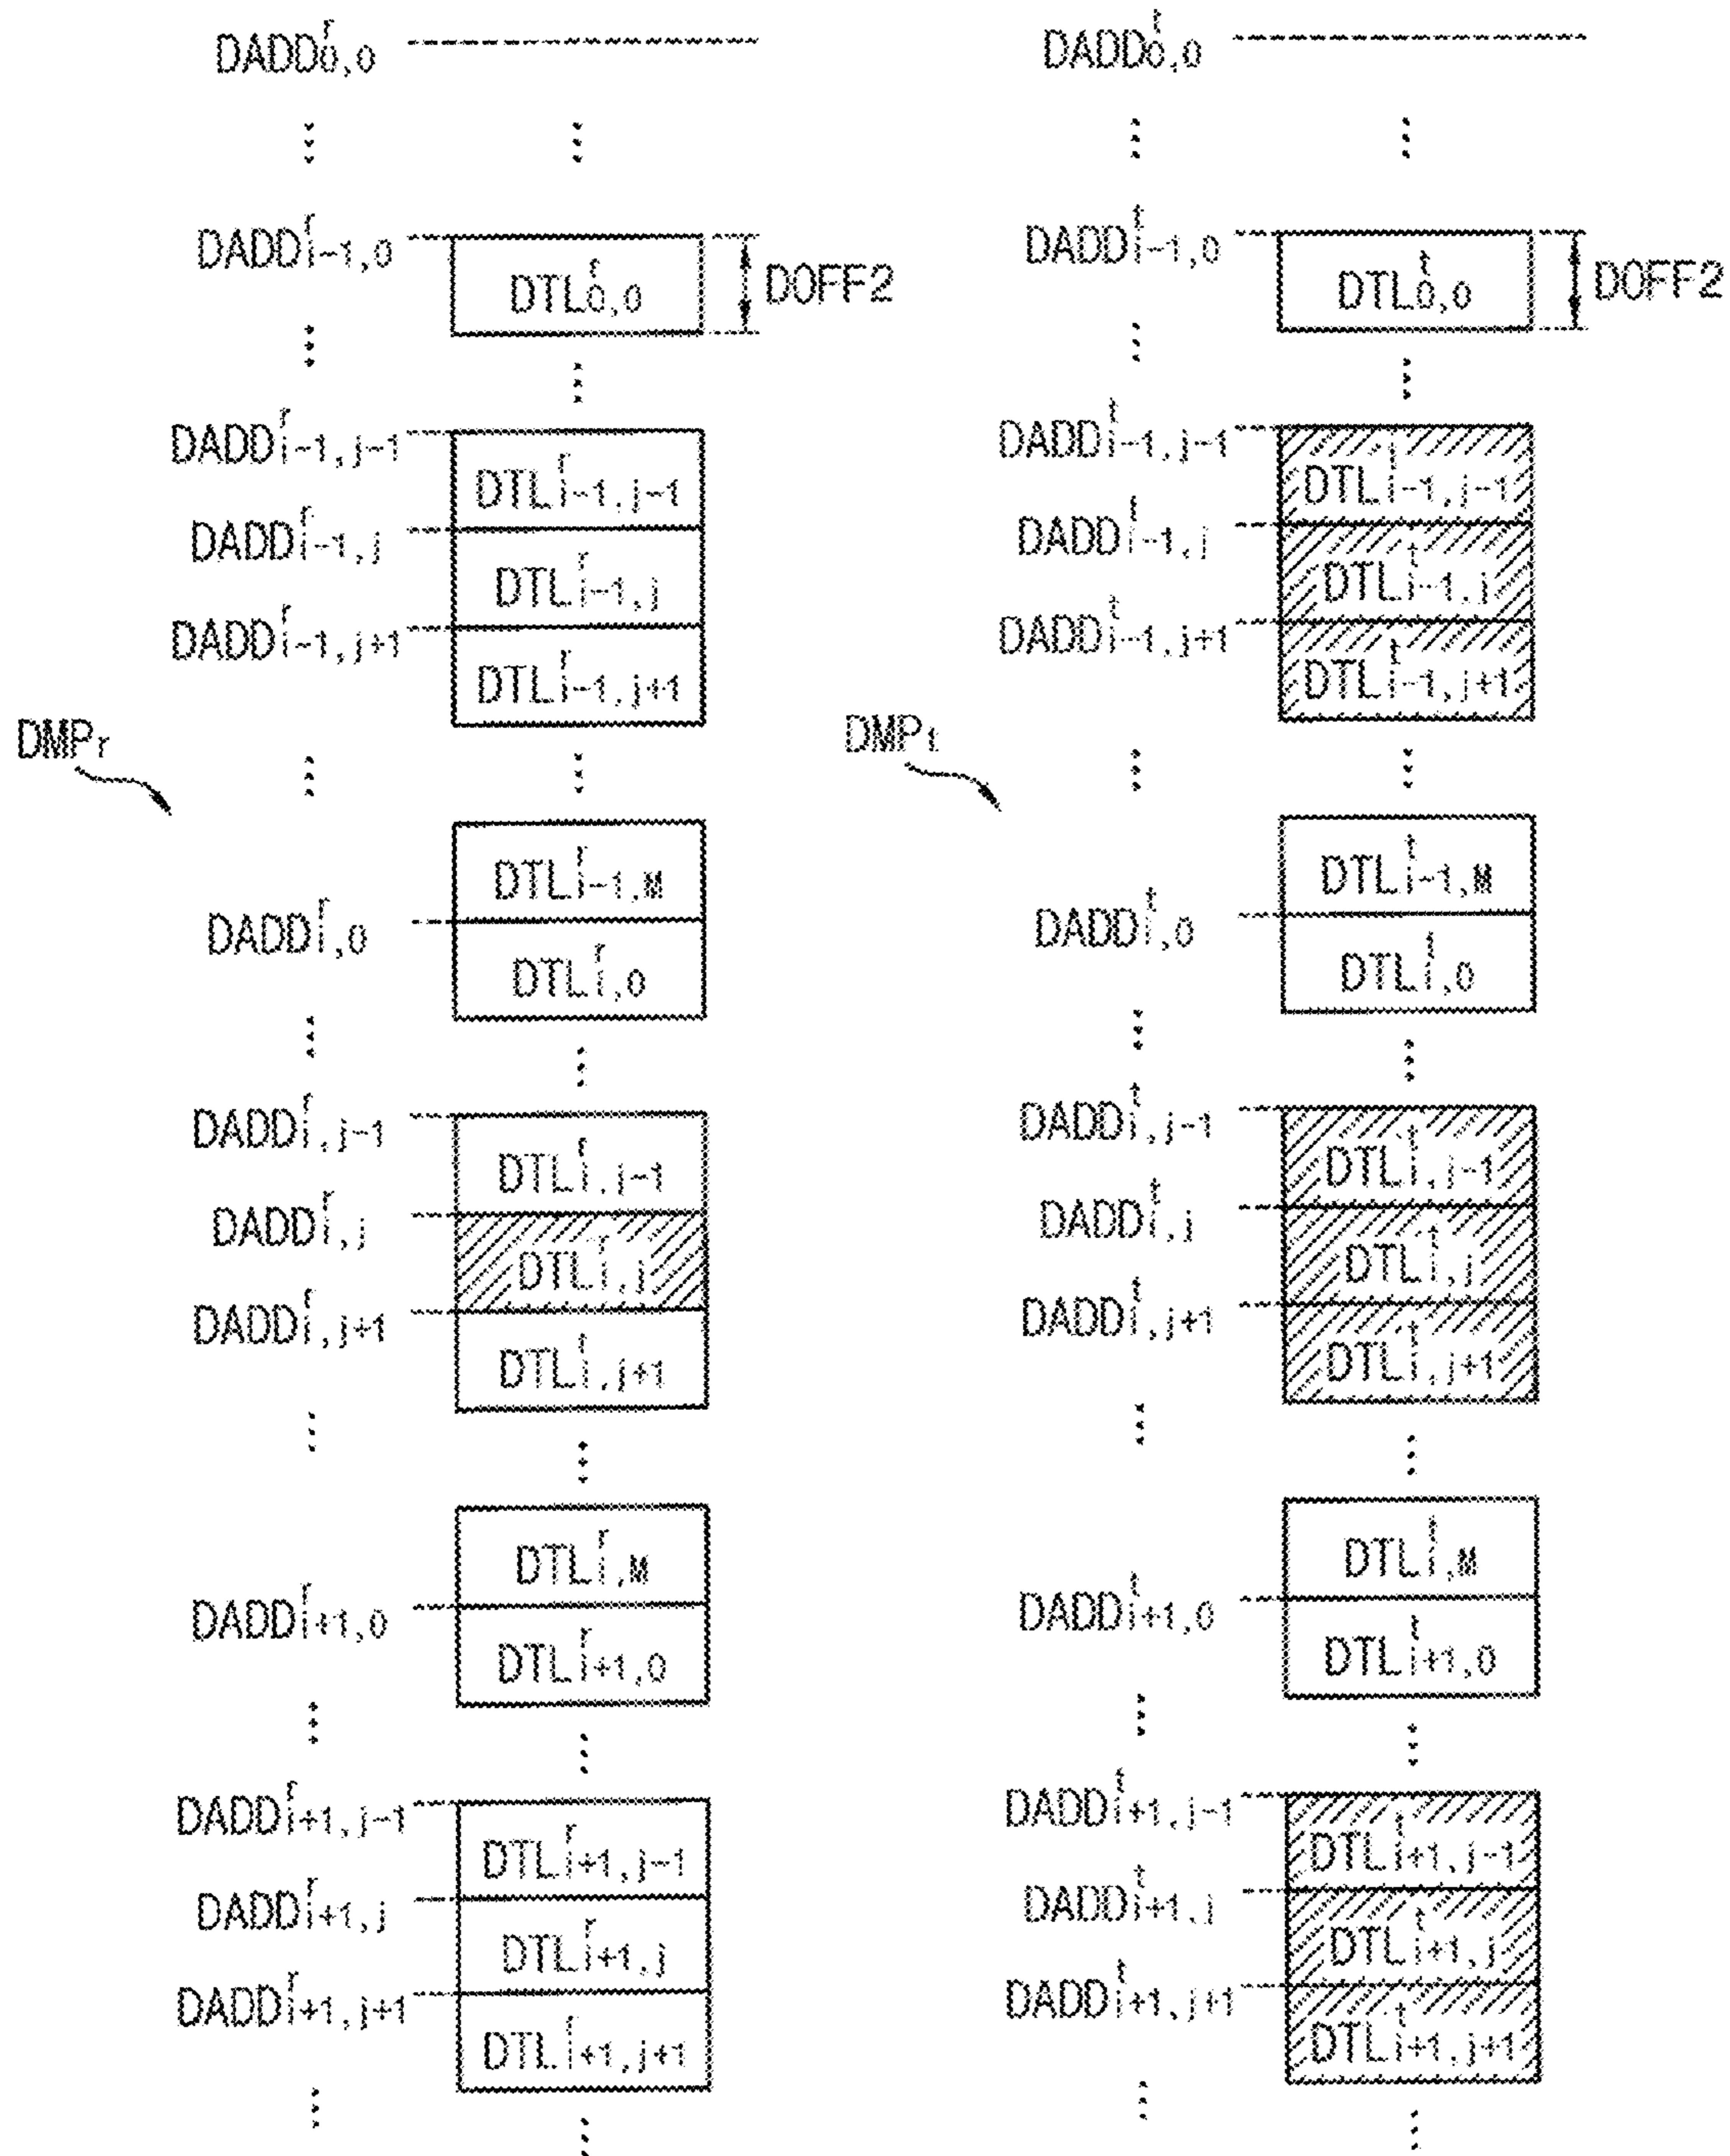 DADD^r_0,0
DTL^r_0,0
DOFF2
DADD^r_i-1,0
DADD^r_i-1,j-1
DTL^r_i-1,j-1
DADD^r_i-1,j
DTL^r_i-1,j
DADD^r_i-1,j+1
DTL^r_i-1,j+1
DMPr
DTL^r_i-1,M
DADD^r_i,0
DTL^r_i,0
DADD^r_i,j-1
DTL^r_i,j-1
DADD^r_i,j
DTL^r_i,j
DADD^r_i,j+1
DTL^r_i,j+1
DTL^r_i,M
DADD^r_i+1,0
DTL^r_i+1,0
DADD^r_i+1,j-1
DTL^r_i+1,j-1
DADD^r_i+1,j
DTL^r_i+1,j
DADD^r_i+1,j+1
DTL^r_i+1,j+1
DADD^t_0,0
DADD^t_i-1,0
DTL^t_0,0
DOFF2
DADD^t_i-1,j-1
DTL^t_i-1,j-1
DADD^t_i-1,j
DTL^t_i-1,j
DADD^t_i-1,j+1
DTL^t_i-1,j+1
DMPt
DTL^t_i-1,M
DADD^t_i,0
DTL^t_i,0
DADD^t_i,j-1
DTL^t_i,j-1
DADD^t_i,j
DTL^t_i,j
DADD^t_i,j+1
DTL^t_i,j+1
DTL^t_i,M
DADD^t_i+1,0
DTL^t_i+1,0
DADD^t_i+1,j-1
DTL^t_i+1,j-1
DADD^t_i+1,j
DTL^t_i+1,j
DADD^t_i+1,j+1
DTL^t_i+1,j+1